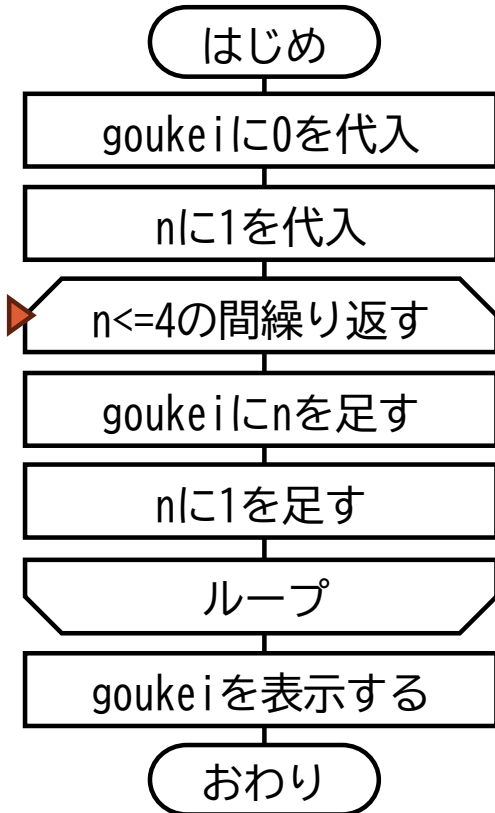 はじめ
goukeiに0を代入
nに1を代入
n<=4の間繰り返す
goukeiにnを足す
nに1を足す
ループ
goukeiを表示する
おわり